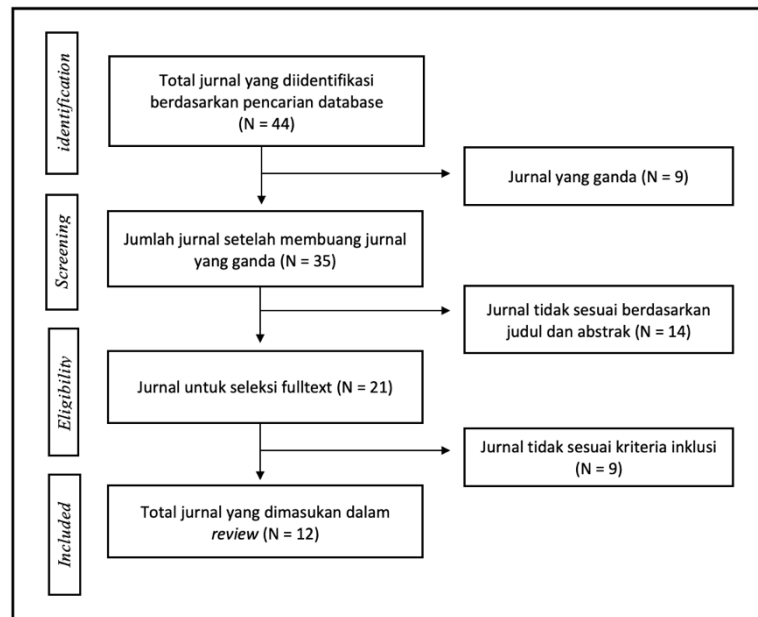 identification
Total jurnal yang diidentifikasi
berdasarkan pencarian database
(N = 44)
Jurnal yang ganda (N = 9)
Screening
Jumlah jurnal setelah membuang jurnal
yang ganda (N = 35)
Jurnal tidak sesuai berdasarkan
judul dan abstrak (N = 14)
Eligibility
Jurnal untuk seleksi fulltext (N = 21)
Jurnal tidak sesuai kriteria inklusi
(N = 9)
Included
Total jurnal yang dimasukan dalam
review (N = 12)